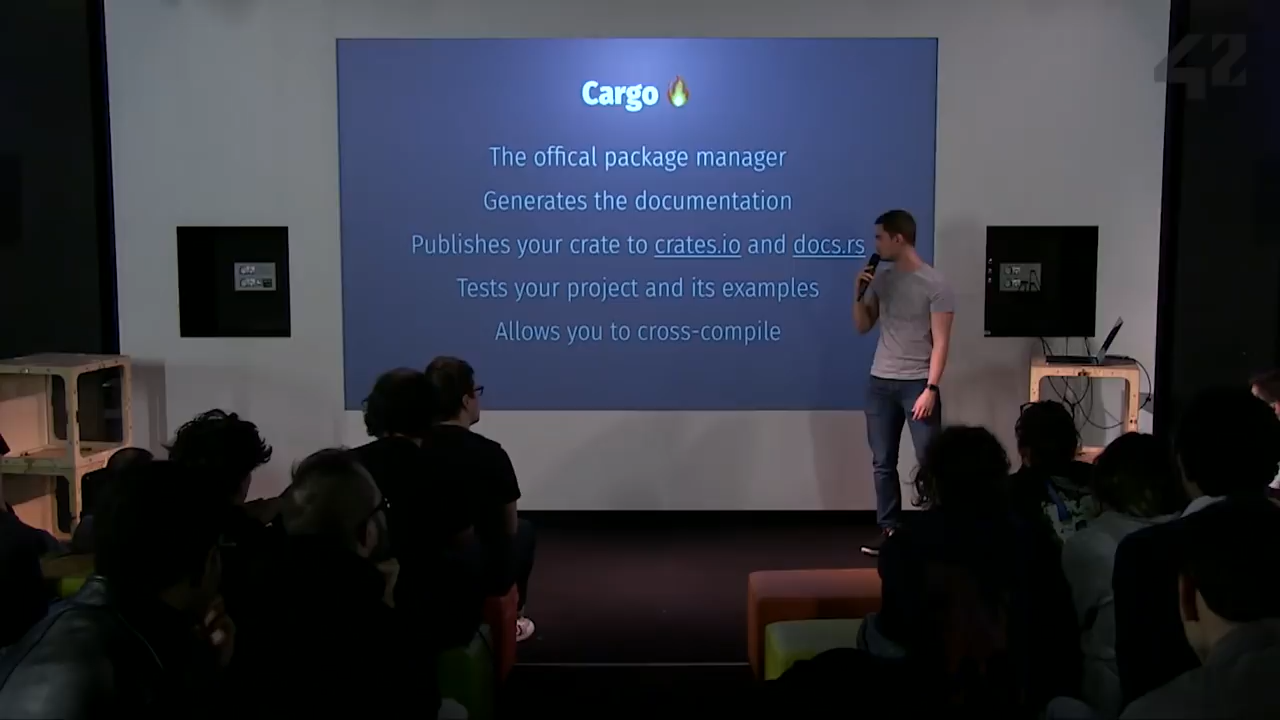 42
Cargo 🔥
The offical package manager
Generates the documentation
Publishes your crate to crates.io and docs.rs
Tests your project and its examples
Allows you to cross-compile